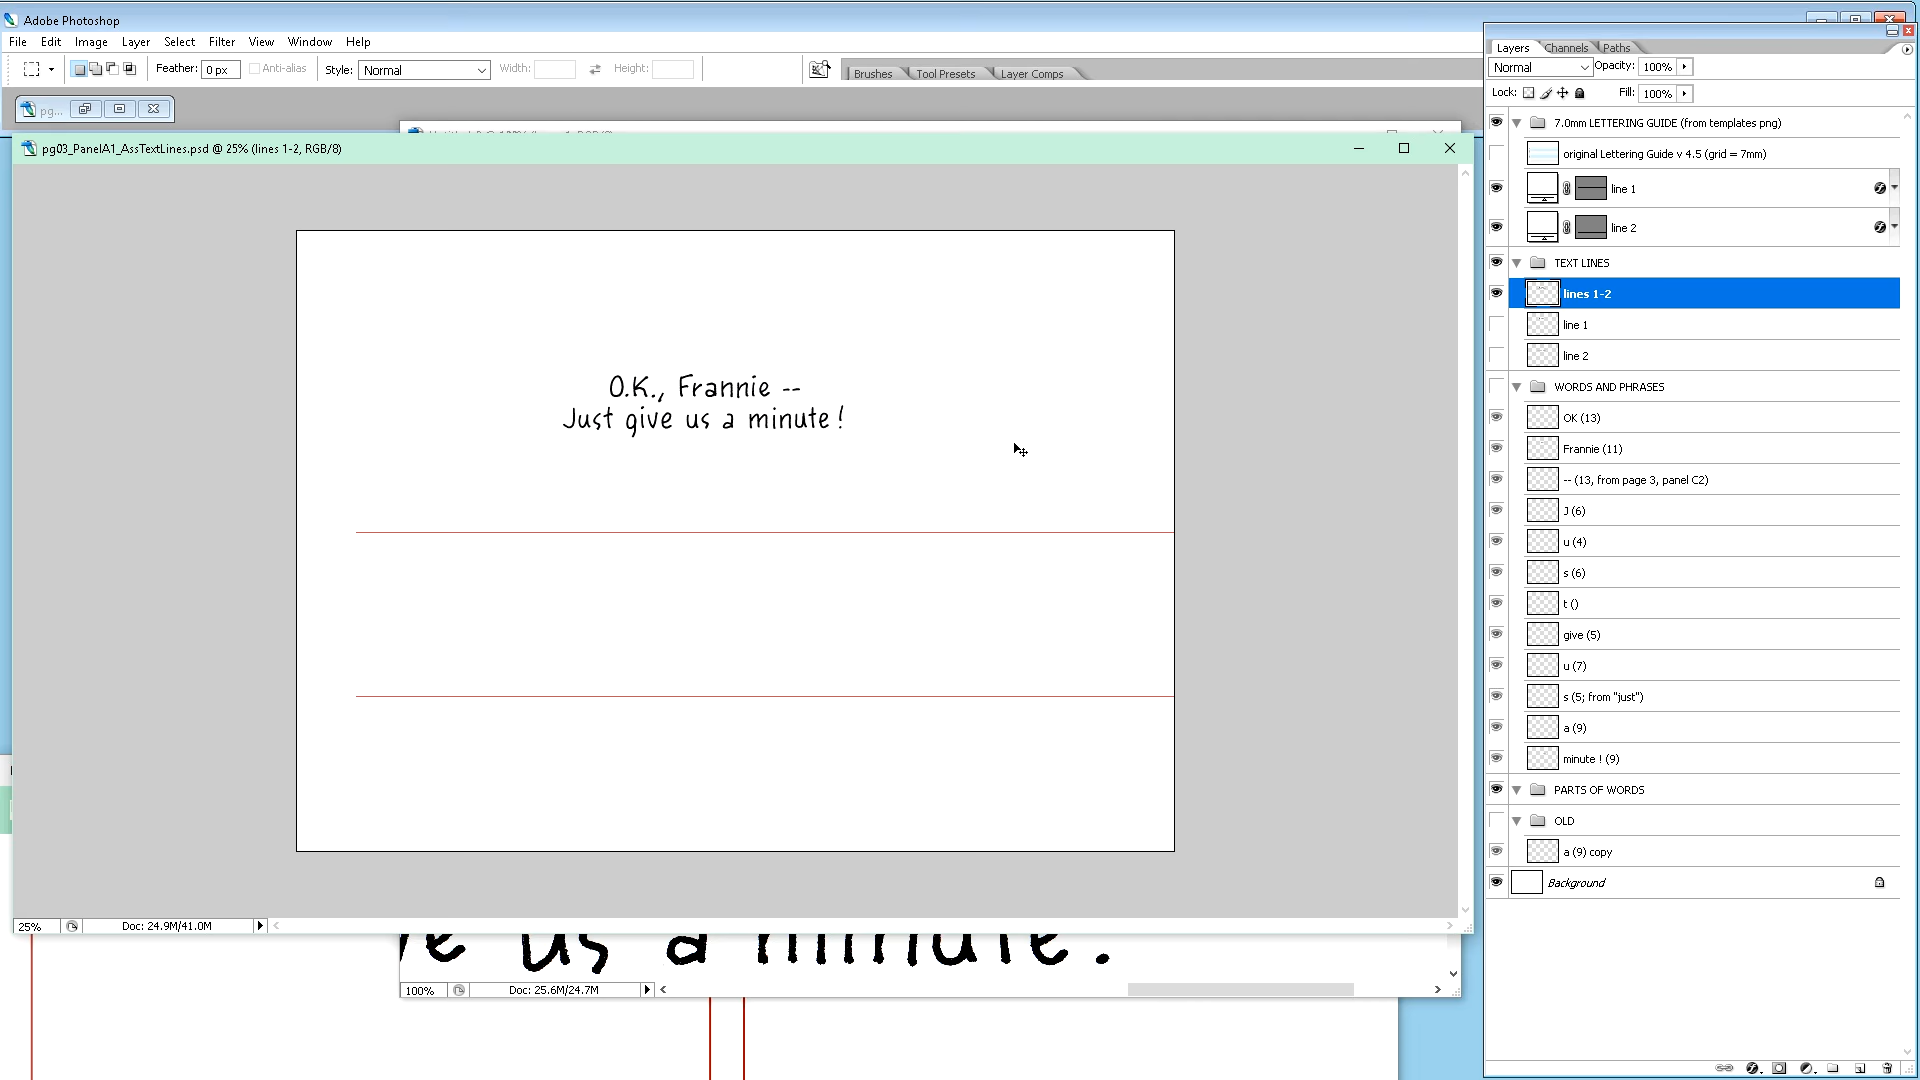 Adobe Photoshop
File Edit Image Layer Select Filter View Window Help
Feather: 0 px Anti-alias Style: Normal Width: Height:
Brushes Tool Presets Layer Comps
pg...
pg03_PanelA1_AssTextLines.psd @ 25% (lines 1-2, RGB/8)
O.K., Frannie --
Just give us a minute !
25% Doc: 24.9M/41.0M
us a minute.
100% Doc: 25.6M/24.7M
Layers Channels Paths
Normal Opacity: 100%
Lock: Fill: 100%
7.0mm LETTERING GUIDE (from templates png)
original Lettering Guide v 4.5 (grid = 7mm)
line 1
line 2
TEXT LINES
lines 1-2
line 1
line 2
WORDS AND PHRASES
OK (13)
Frannie (11)
-- (13, from page 3, panel C2)
J (6)
u (4)
s (6)
t ()
give (5)
u (7)
s (5; from "just")
a (9)
minute ! (9)
PARTS OF WORDS
OLD
a (9) copy
Background